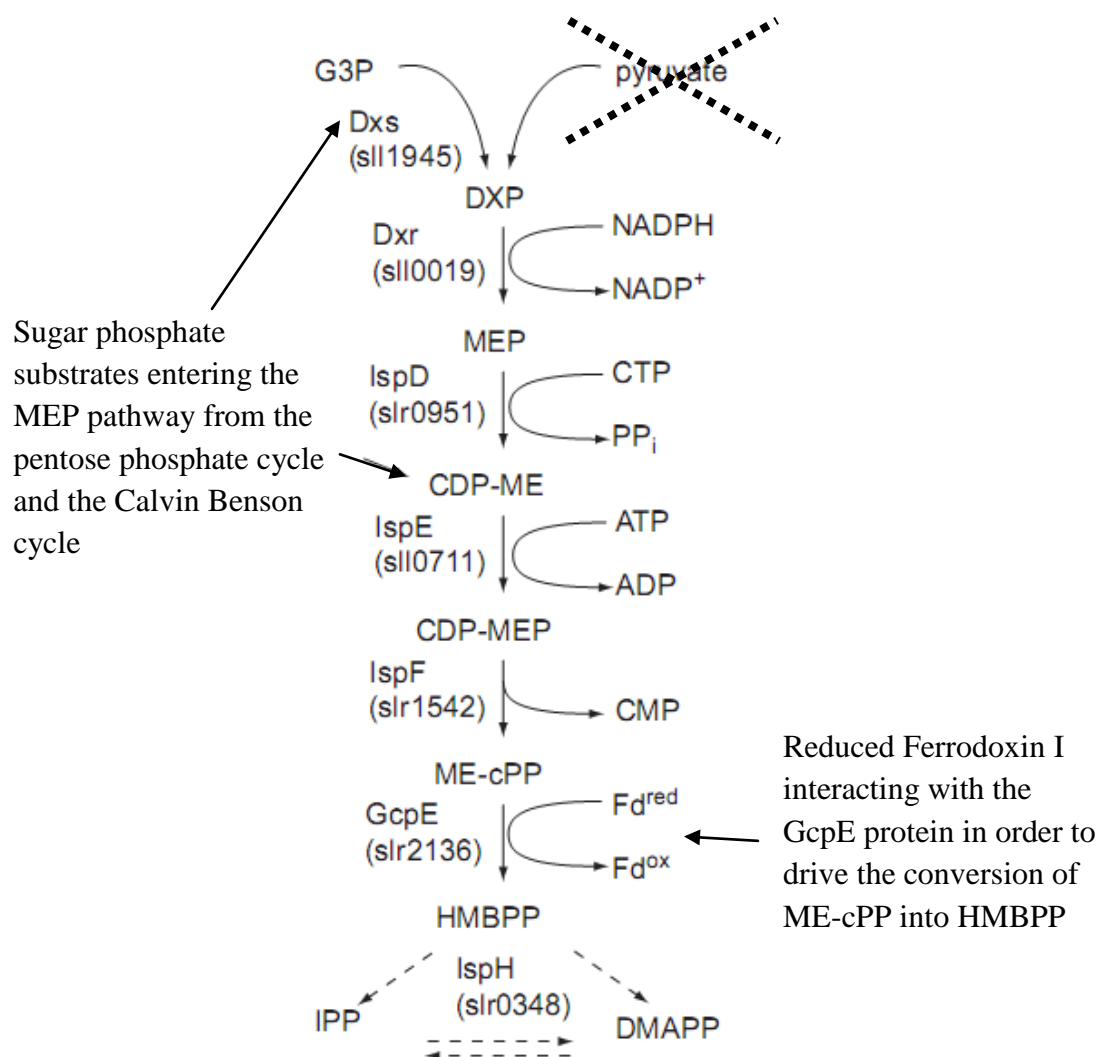 G3P
pyruvate
Dxs
(sll1945)
DXP
Dxr
(sll0019)
NADPH
NADP+
MEP
Sugar phosphate
substrates entering the
MEP pathway from the
pentose phosphate cycle
and the Calvin Benson
cycle
IspD
(slr0951)
CTP
PPi
CDP-ME
IspE
(sll0711)
ATP
ADP
CDP-MEP
IspF
(slr1542)
CMP
ME-cPP
GcpE
(slr2136)
Fdred
Fdox
Reduced Ferrodoxin I
interacting with the
GcpE protein in order to
drive the conversion of
ME-cPP into HMBPP
HMBPP
IspH
(slr0348)
IPP
DMAPP